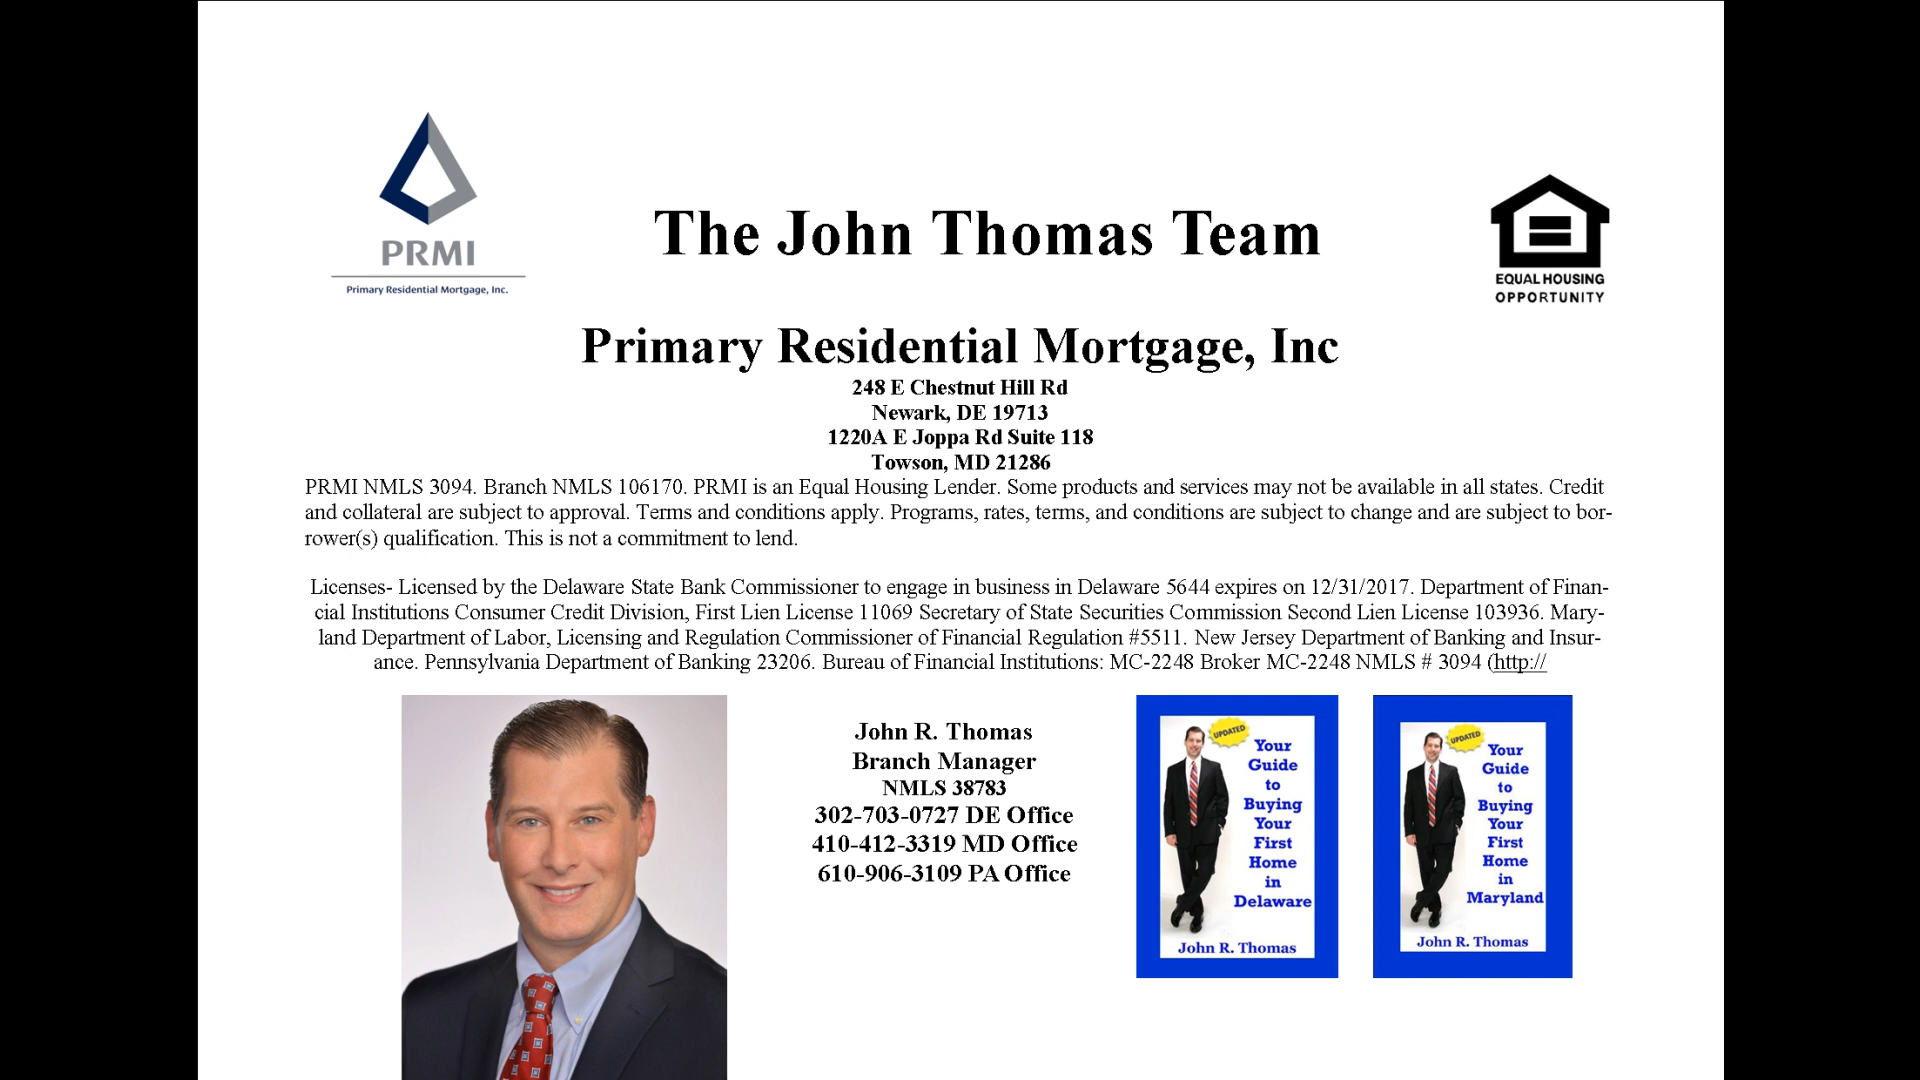 PRMI
Primary Residential Mortgage, Inc.
The John Thomas Team
EQUAL HOUSING
OPPORTUNITY
Primary Residential Mortgage, Inc
248 E Chestnut Hill Rd
Newark, DE 19713
1220A E Joppa Rd Suite 118
Towson, MD 21286
PRMI NMLS 3094. Branch NMLS 106170. PRMI is an Equal Housing Lender. Some products and services may not be available in all states. Credit
and collateral are subject to approval. Terms and conditions apply. Programs, rates, terms, and conditions are subject to change and are subject to bor-
rower(s) qualification. This is not a commitment to lend.
Licenses- Licensed by the Delaware State Bank Commissioner to engage in business in Delaware 5644 expires on 12/31/2017. Department of Finan-
cial Institutions Consumer Credit Division, First Lien License 11069 Secretary of State Securities Commission Second Lien License 103936. Mary-
land Department of Labor, Licensing and Regulation Commissioner of Financial Regulation #5511. New Jersey Department of Banking and Insur-
ance. Pennsylvania Department of Banking 23206. Bureau of Financial Institutions: MC-2248 Broker MC-2248 NMLS # 3094 (http://
John R. Thomas
Branch Manager
NMLS 38783
302-703-0727 DE Office
410-412-3319 MD Office
610-906-3109 PA Office
UPDATED
Your
Guide
to
Buying
Your
First
Home
in
Delaware
John R. Thomas
UPDATED
Your
Guide
to
Buying
Your
First
Home
in
Maryland
John R. Thomas